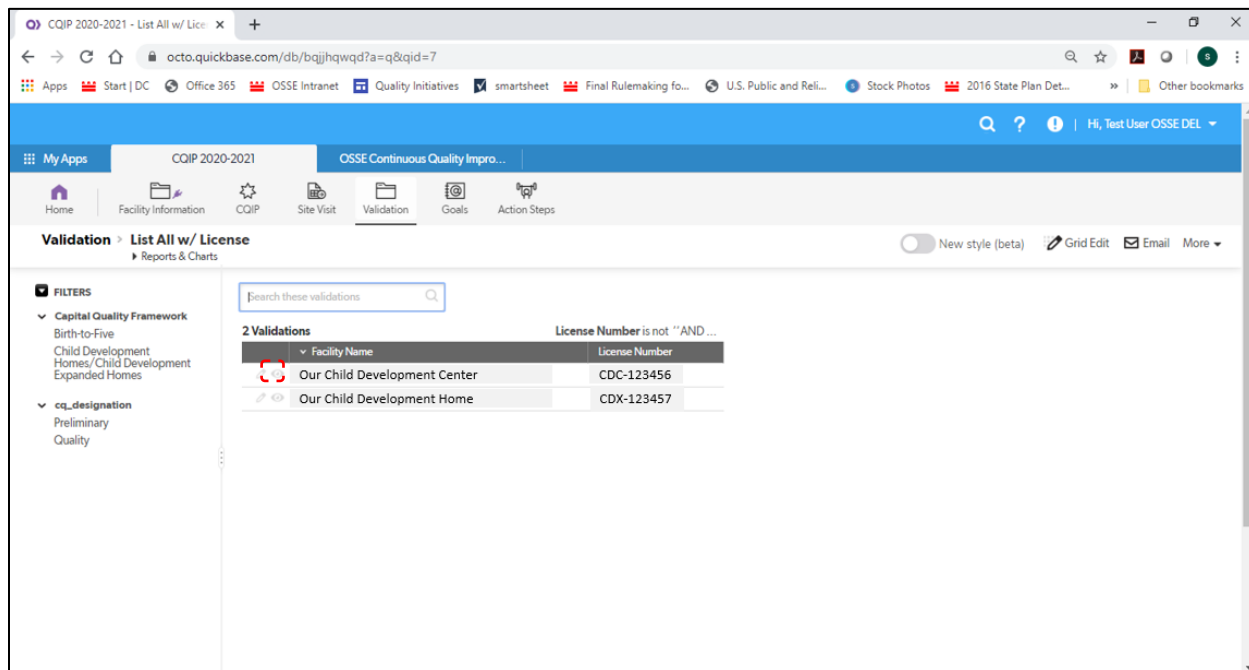 CQIP 2020-2021 - List All w/ Lice
octo.quickbase.com/db/bqjjhqwqd?a=q&qid=7
S
Apps Start | DC Office 365 OSSE Intranet Quality Initiatives smartsheet Final Rulemaking fo... U.S. Public and Reli... Stock Photos 2016 State Plan Det... » Other bookmarks
Hi, Test User OSSE DEL
My Apps CQIP 2020-2021 OSSE Continuous Quality Impro...
Home Facility Information CQIP Site Visit Validation Goals Action Steps
Validation > List All w/ License
Reports & Charts
New style (beta) Grid Edit Email More
FILTERS
Capital Quality Framework
Birth-to-Five
Child Development
Homes/Child Development
Expanded Homes
cq_designation
Preliminary
Quality
Search these validations
2 Validations License Number is not ''AND ...
Facility Name License Number
Our Child Development Center CDC-123456
Our Child Development Home CDX-123457